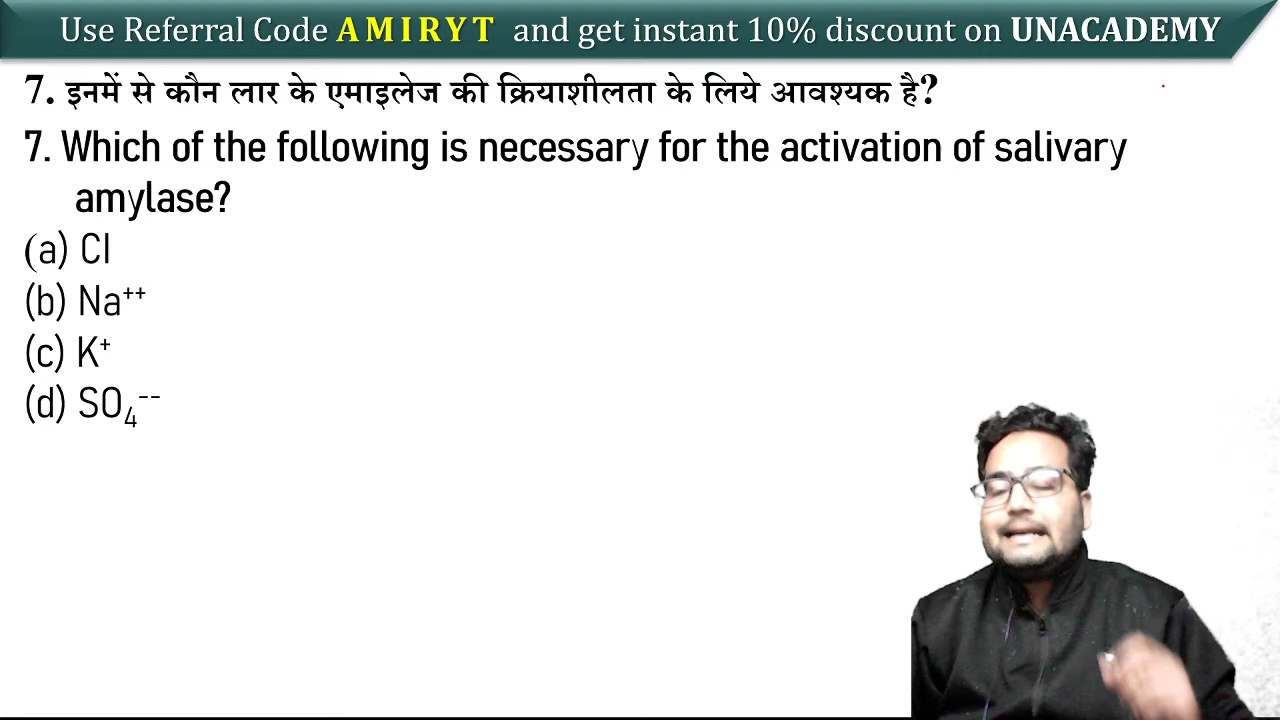 Use Referral Code AMIRYT and get instant 10% discount on UNACADEMY
7. इनमें से कौन लार के एमाइलेज की क्रियाशीलता के लिये आवश्यक है?
7. Which of the following is necessary for the activation of salivary
amylase?
(a) Cl
(b) Na⁺⁺
(c) K⁺
(d) SO₄⁻⁻